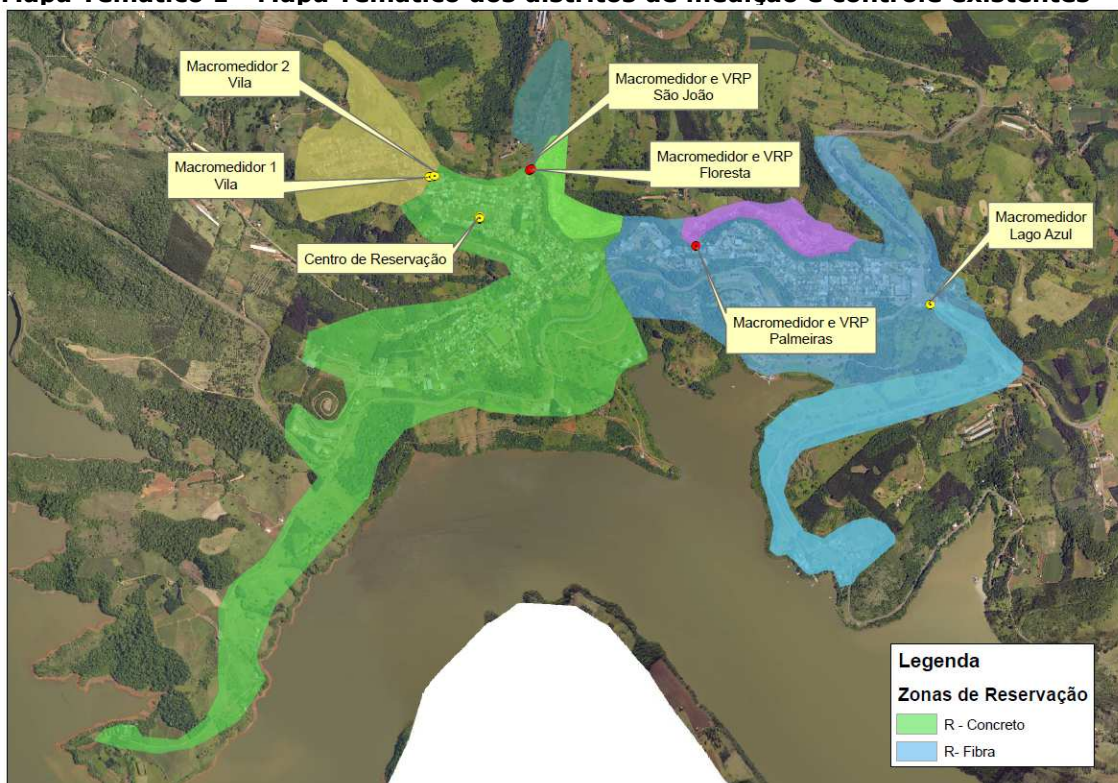 Mapa Temático 1 - Mapa Temático dos distritos de medição e controle existentes
Macromedidor 2
Vila
Macromedidor e VRP
São João
Macromedidor 1
Vila
Macromedidor e VRP
Floresta
Macromedidor
Lago Azul
Centro de Reservação
Macromedidor e VRP
Palmeiras
Legenda
Zonas de Reservação
R - Concreto
R- Fibra